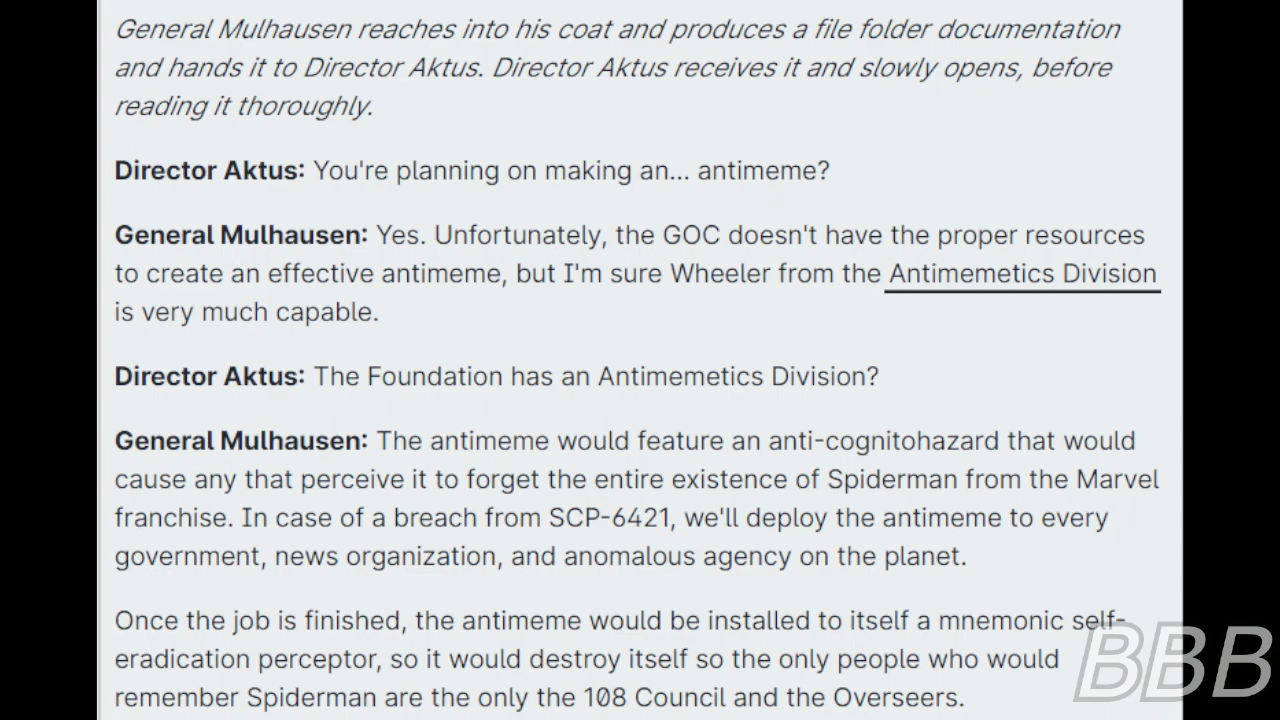 General Mulhausen reaches into his coat and produces a file folder documentation
and hands it to Director Aktus. Director Aktus receives it and slowly opens, before
reading it thoroughly.
Director Aktus: You're planning on making an... antimeme?
General Mulhausen: Yes. Unfortunately, the GOC doesn't have the proper resources
to create an effective antimeme, but I'm sure Wheeler from the Antimemetics Division
is very much capable.
Director Aktus: The Foundation has an Antimemetics Division?
General Mulhausen: The antimeme would feature an anti-cognitohazard that would
cause any that perceive it to forget the entire existence of Spiderman from the Marvel
franchise. In case of a breach from SCP-6421, we'll deploy the antimeme to every
government, news organization, and anomalous agency on the planet.
Once the job is finished, the antimeme would be installed to itself a mnemonic self-
eradication perceptor, so it would destroy itself so the only people who would
remember Spiderman are the only the 108 Council and the Overseers.
BBB